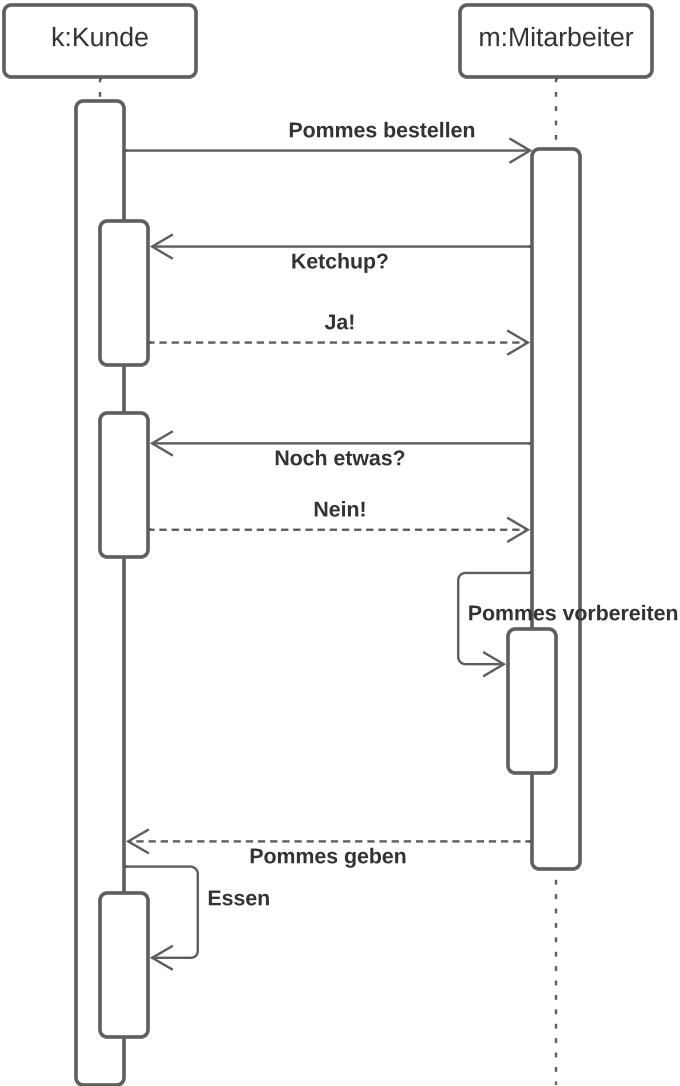 k:Kunde
m:Mitarbeiter
Pommes bestellen
Ketchup?
Ja!
Noch etwas?
Nein!
Pommes vorbereiten
Pommes geben
Essen